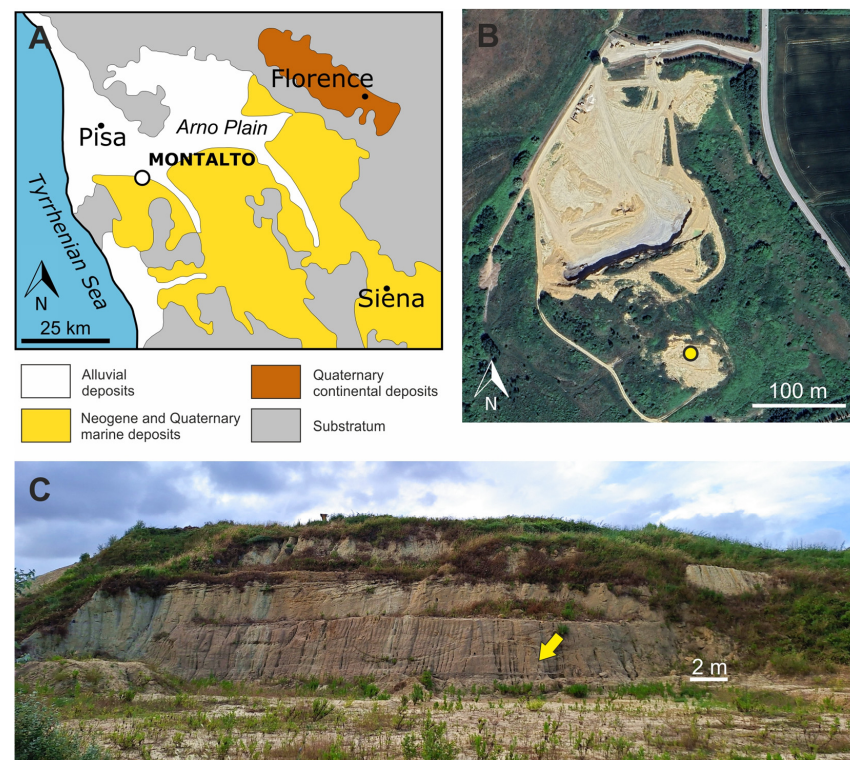 A
Florence
Pisa
Arno Plain
MONTALTO
Tyrrhenian Sea
Siena
N
25 km
Alluvial
deposits
Quaternary
continental deposits
Neogene and Quaternary
marine deposits
Substratum
B
N
100 m
C
2 m